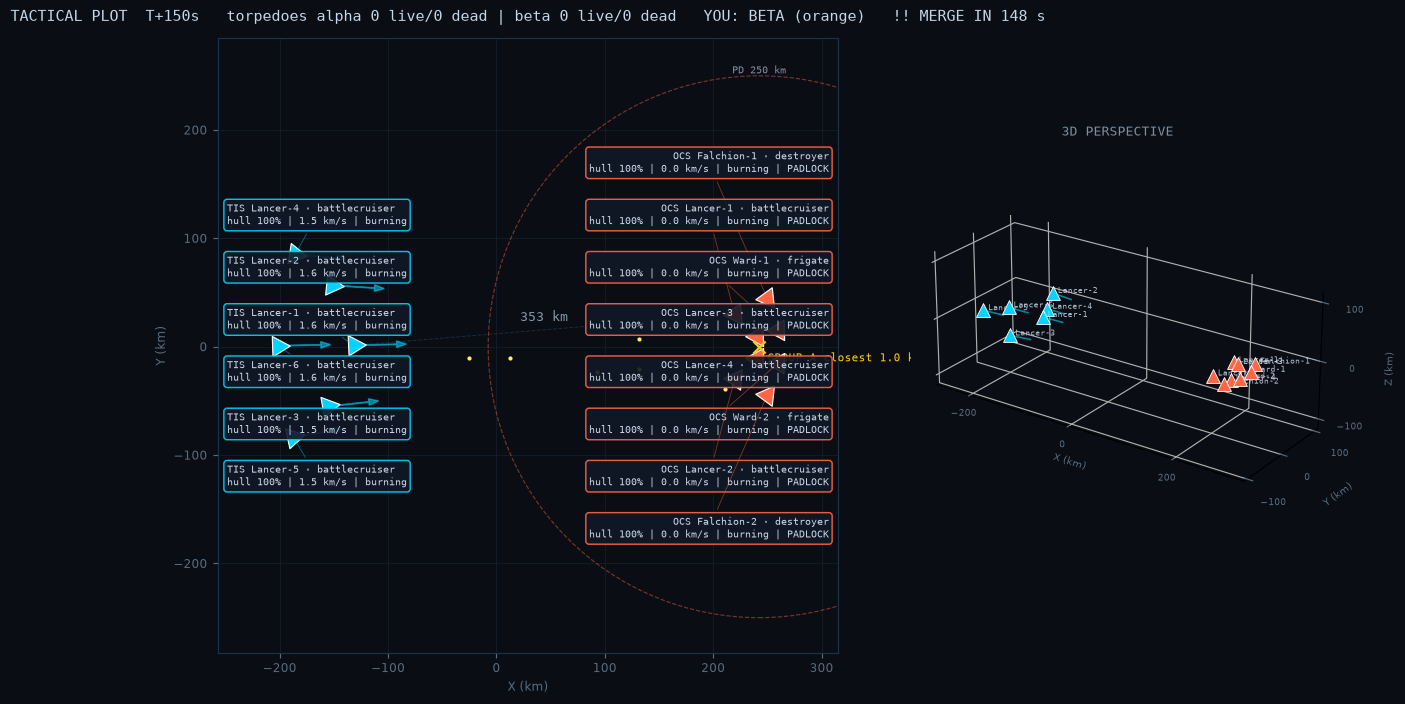 TACTICAL PLOT  T+150s   torpedoes alpha 0 live/0 dead | beta 0 live/0 dead   YOU: BETA (orange)   !! MERGE IN 148 s
PD 250 km
OCS Falchion-1 · destroyer
hull 100% | 0.0 km/s | burning | PADLOCK
TIS Lancer-4 · battlecruiser
hull 100% | 1.5 km/s | burning
OCS Lancer-1 · battlecruiser
hull 100% | 0.0 km/s | burning | PADLOCK
TIS Lancer-2 · battlecruiser
hull 100% | 1.6 km/s | burning
OCS Ward-1 · frigate
hull 100% | 0.0 km/s | burning | PADLOCK
TIS Lancer-1 · battlecruiser
hull 100% | 1.6 km/s | burning
353 km
OCS Lancer-3 · battlecruiser
hull 100% | 0.0 km/s | burning | PADLOCK
TIS Lancer-6 · battlecruiser
hull 100% | 1.6 km/s | burning
OCS Lancer-4 · battlecruiser
hull 100% | 0.0 km/s | burning | PADLOCK
losest 1.0 k
TIS Lancer-3 · battlecruiser
hull 100% | 1.5 km/s | burning
OCS Ward-2 · frigate
hull 100% | 0.0 km/s | burning | PADLOCK
TIS Lancer-5 · battlecruiser
hull 100% | 1.5 km/s | burning
OCS Lancer-2 · battlecruiser
hull 100% | 0.0 km/s | burning | PADLOCK
OCS Falchion-2 · destroyer
hull 100% | 0.0 km/s | burning | PADLOCK
200
100
0
−100
−200
Y (km)
−200
−100
0
100
200
300
X (km)
3D PERSPECTIVE
Lancer-2
Lancer-4
Lancer-1
Lancer-3
−200
0
200
X (km)
−100
0
100
Y (km)
100
0
−100
Z (km)